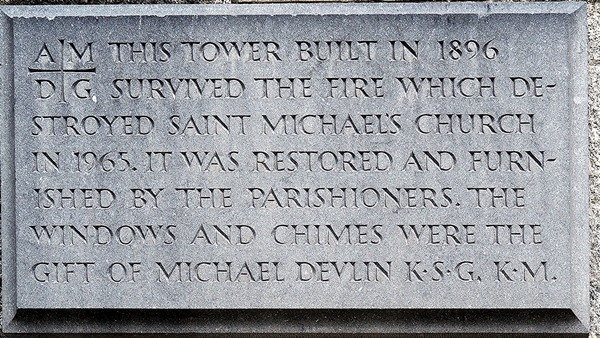 A M THIS TOWER BUILT IN 1896
D G SURVIVED THE FIRE WHICH DE-
STROYED SAINT MICHAEL'S CHURCH
IN 1965. IT WAS RESTORED AND FURN-
ISHED BY THE PARISHIONERS. THE
WINDOWS AND CHIMES WERE THE
GIFT OF MICHAEL DEVLIN K·S·G. K·M.